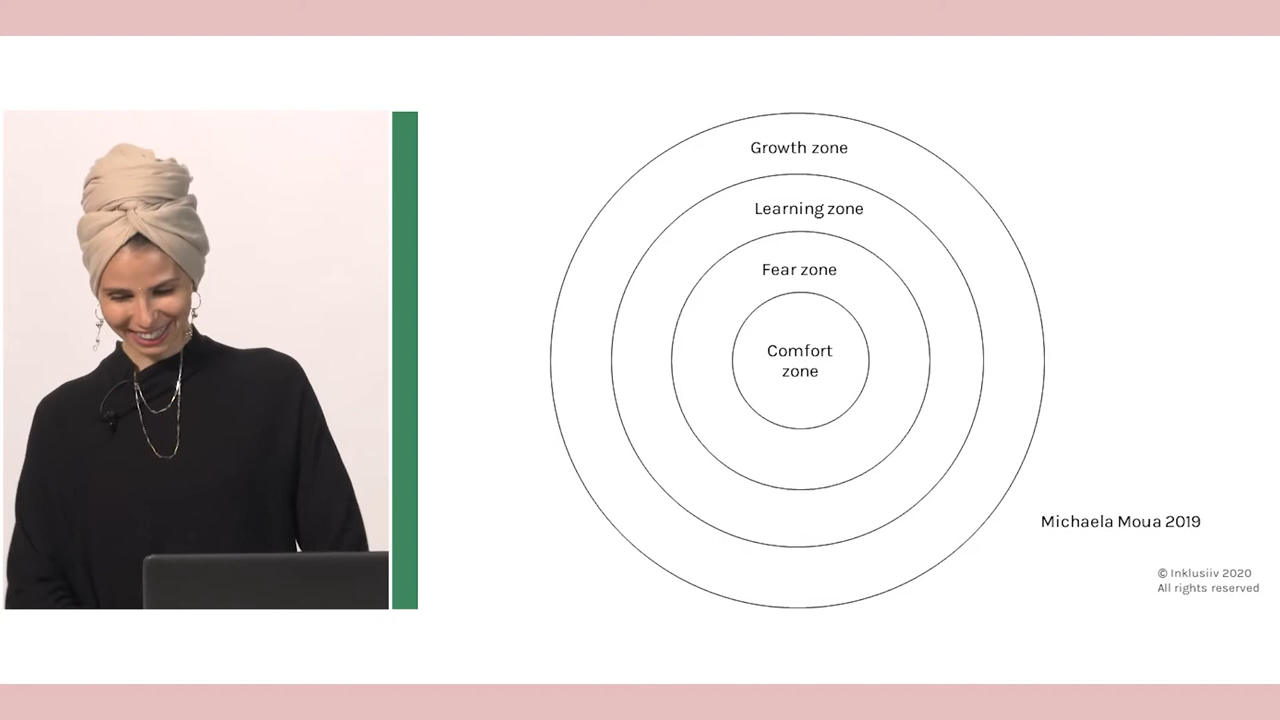 Growth zone
Learning zone
Fear zone
Comfort
zone
Michaela Moua 2019
© Inklusiiv 2020
All rights reserved